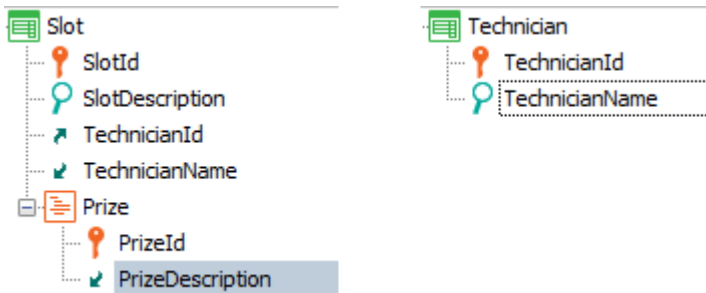 Slot
SlotId
SlotDescription
TechnicianId
TechnicianName
Prize
PrizeId
PrizeDescription
Technician
TechnicianId
TechnicianName